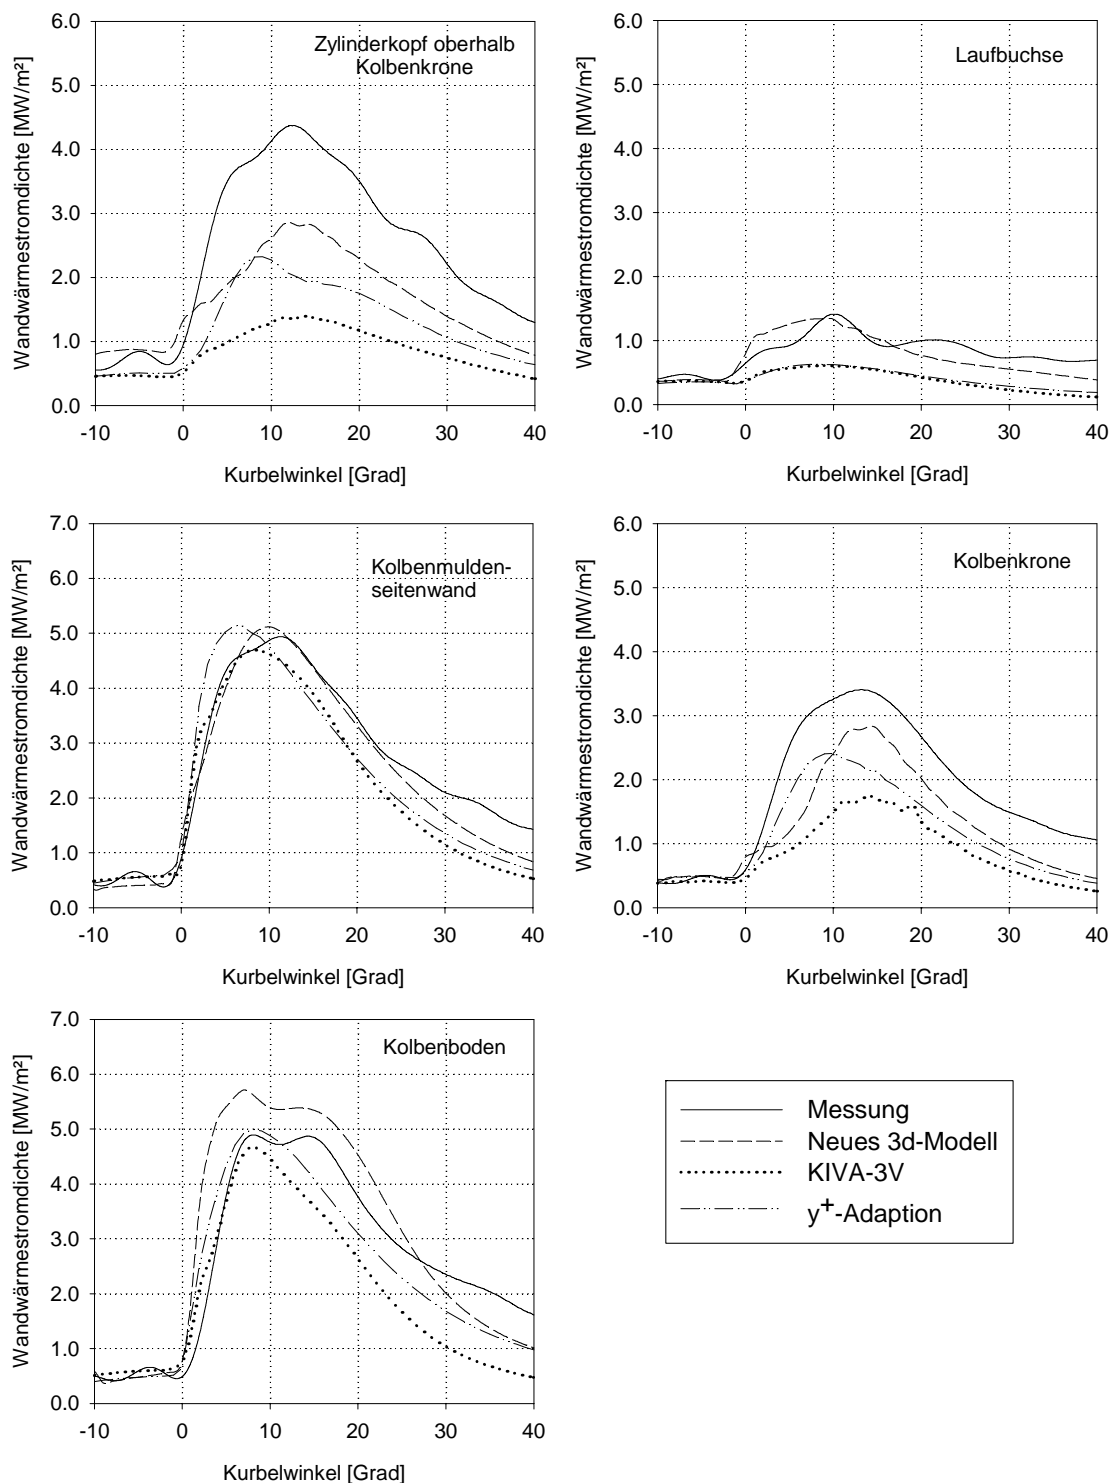 Zylinderkopf oberhalb
Kolbenkrone
Wandwärmestromdichte [MW/m²]
6.0
5.0
4.0
3.0
2.0
1.0
0.0
-10 0 10 20 30 40
Kurbelwinkel [Grad]
Laufbuchse
Wandwärmestromdichte [MW/m²]
6.0
5.0
4.0
3.0
2.0
1.0
0.0
-10 0 10 20 30 40
Kurbelwinkel [Grad]
Kolbenmulden-
seitenwand
Wandwärmestromdichte [MW/m²]
7.0
6.0
5.0
4.0
3.0
2.0
1.0
0.0
-10 0 10 20 30 40
Kurbelwinkel [Grad]
Kolbenkrone
Wandwärmestromdichte [MW/m²]
6.0
5.0
4.0
3.0
2.0
1.0
0.0
-10 0 10 20 30 40
Kurbelwinkel [Grad]
Kolbenboden
Wandwärmestromdichte [MW/m²]
7.0
6.0
5.0
4.0
3.0
2.0
1.0
0.0
-10 0 10 20 30 40
Kurbelwinkel [Grad]
Messung
Neues 3d-Modell
KIVA-3V
y⁺-Adaption